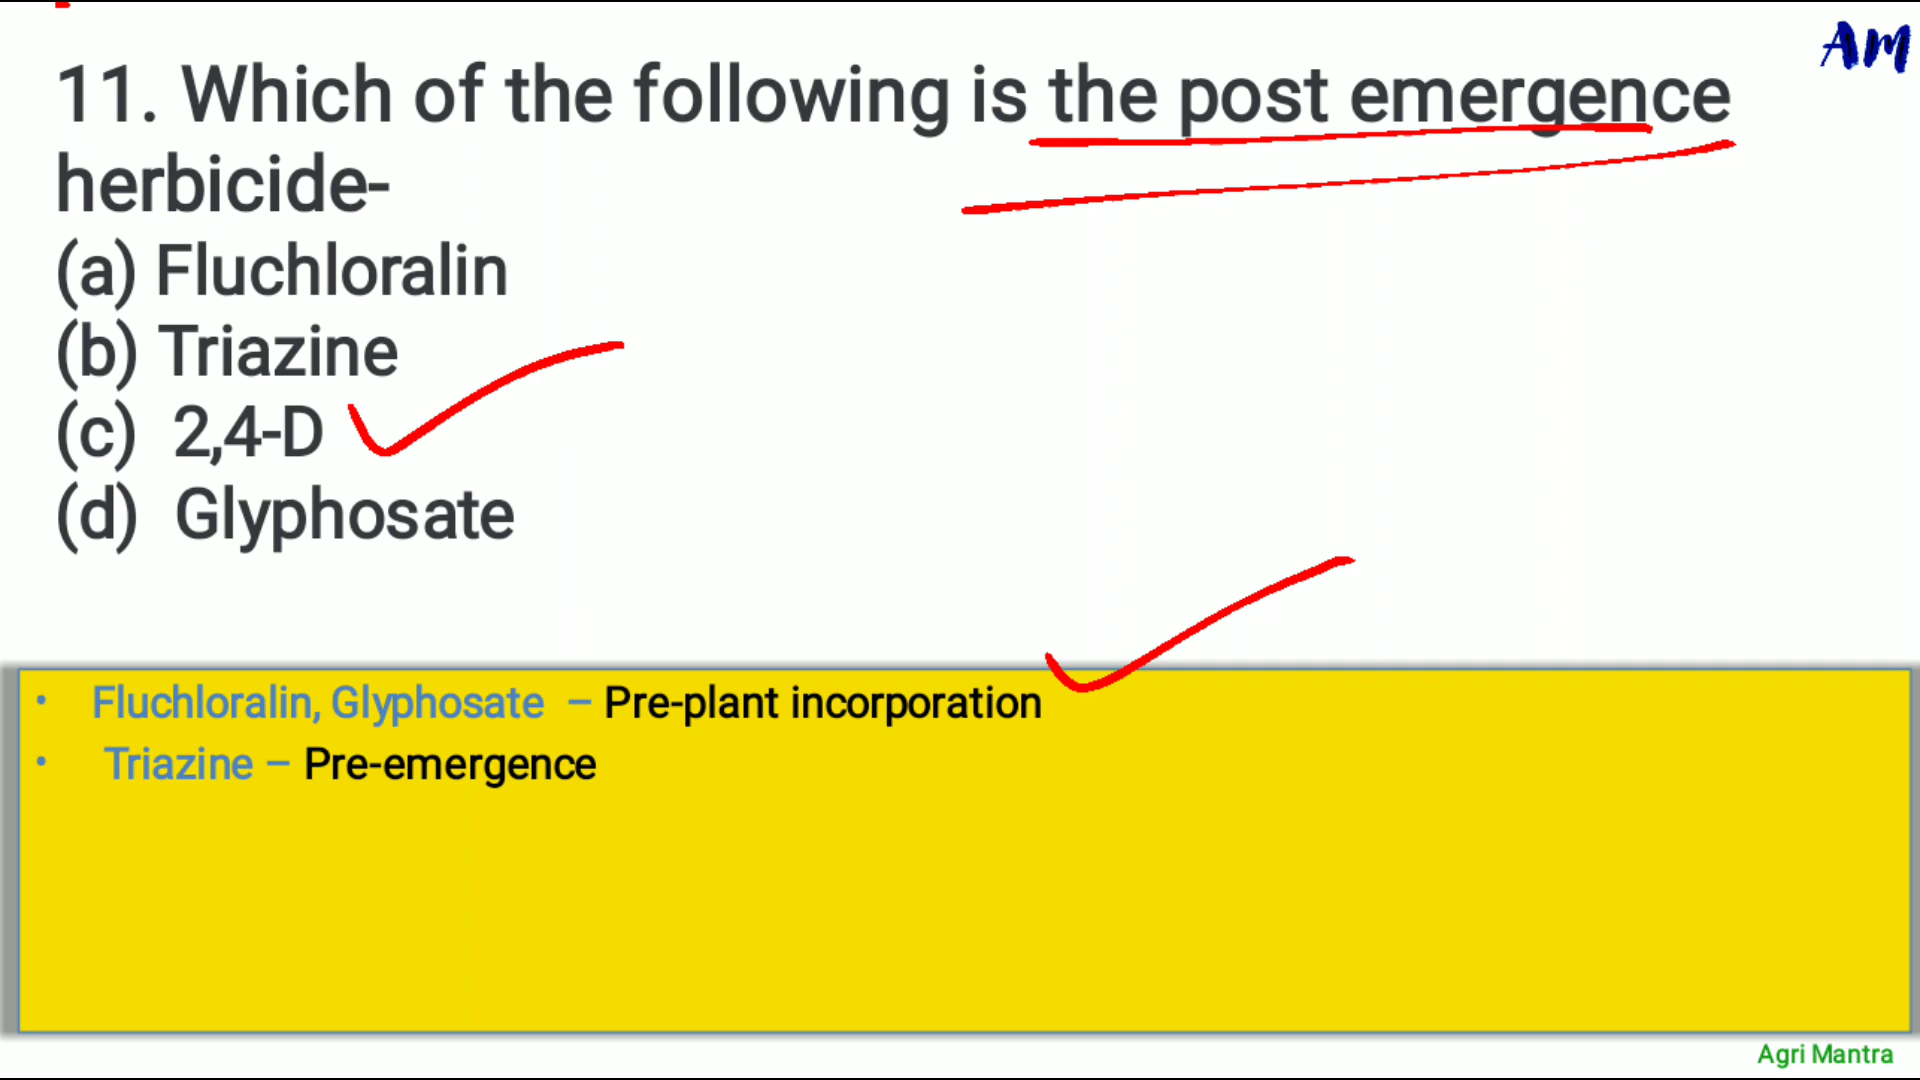 AM
11. Which of the following is the post emergence
herbicide-
(a) Fluchloralin
(b) Triazine
(c) 2,4-D
(d) Glyphosate
• Fluchloralin, Glyphosate – Pre-plant incorporation
• Triazine – Pre-emergence
Agri Mantra